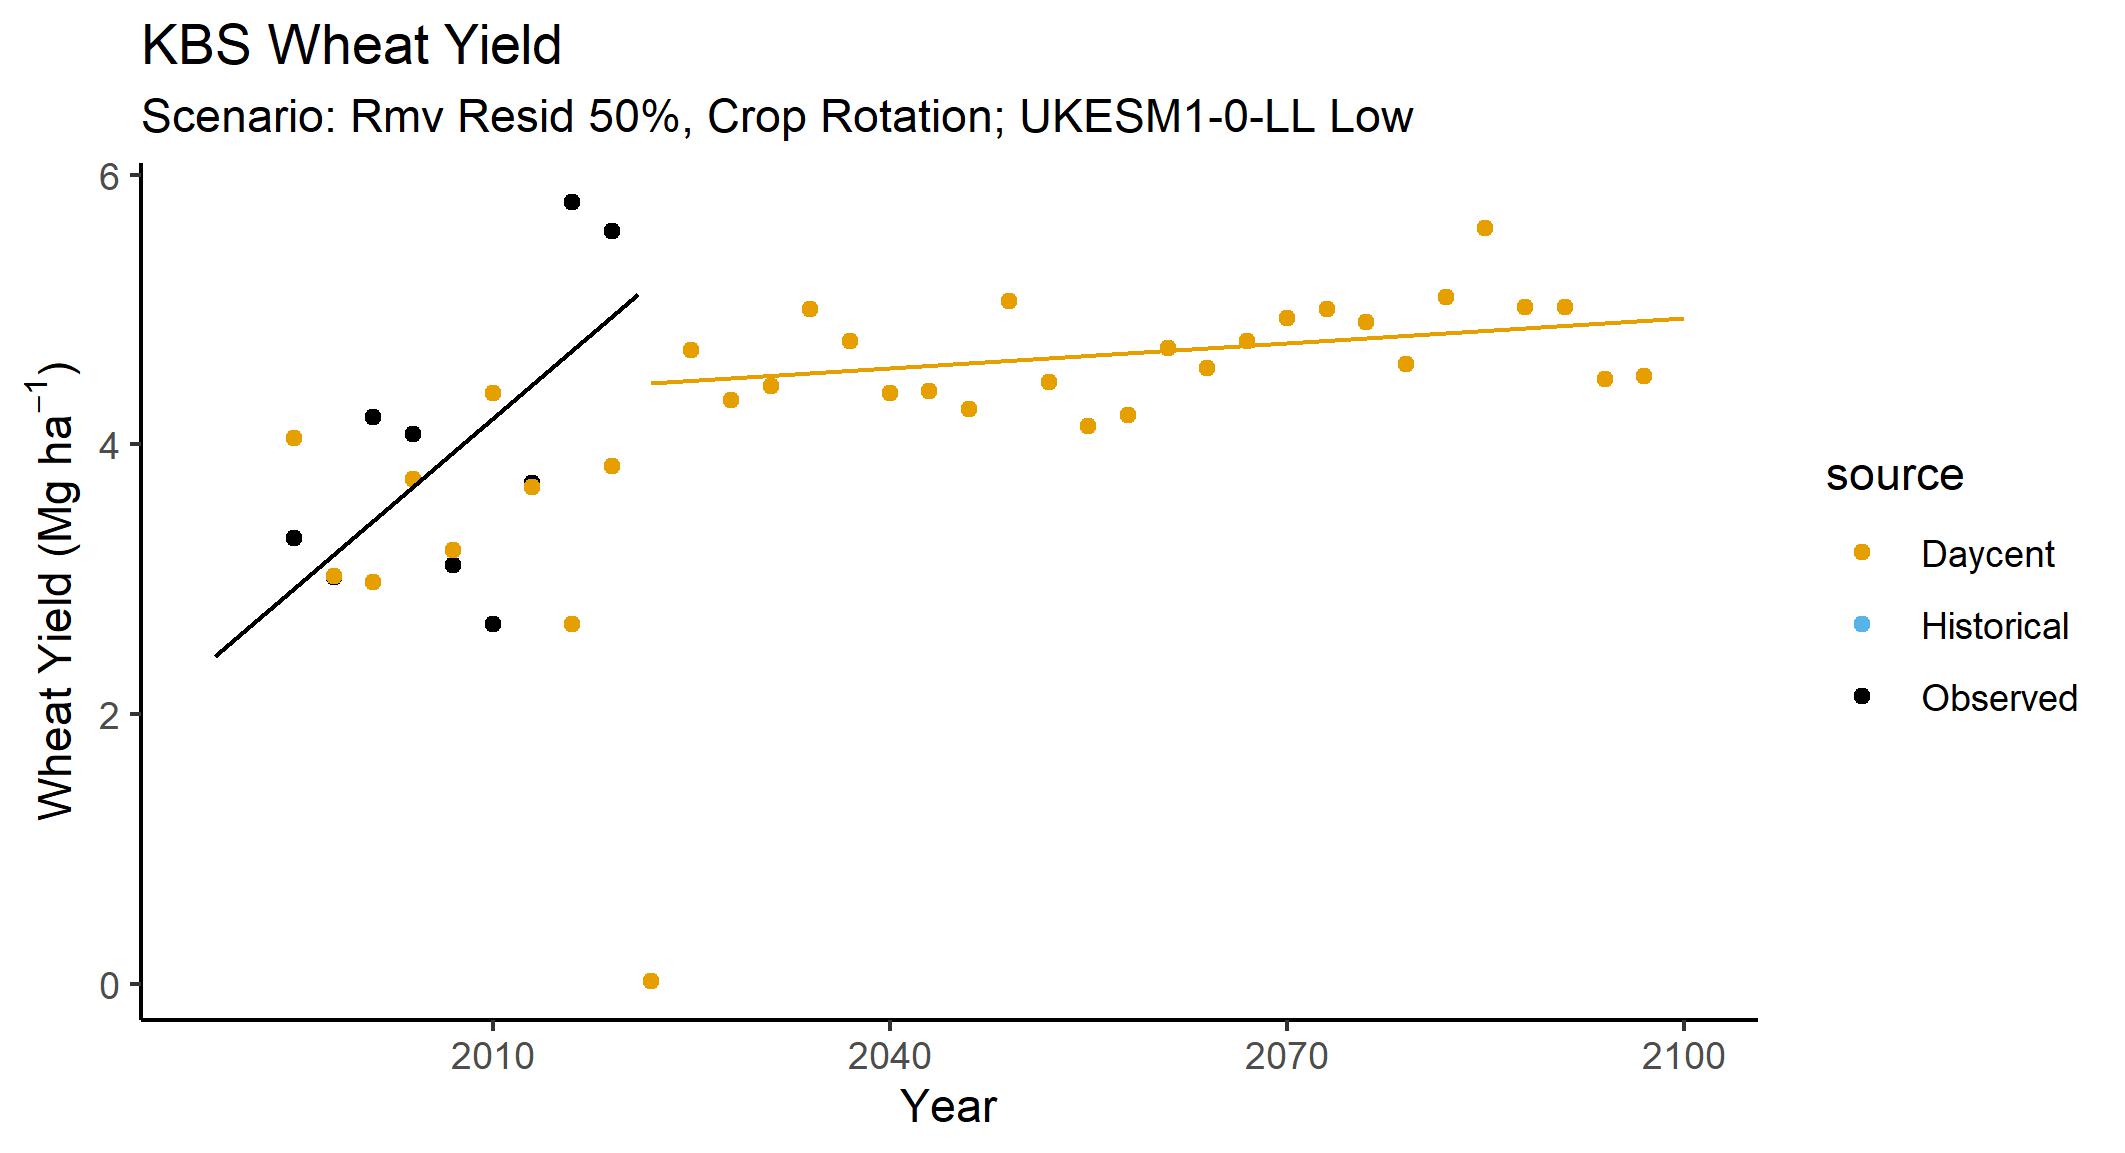 KBS Wheat Yield
Scenario: Rmv Resid 50%, Crop Rotation; UKESM1-0-LL Low
Wheat Yield (Mg ha⁻¹)
6
4
2
0
2010 2040 2070 2100
Year
source
Daycent
Historical
Observed